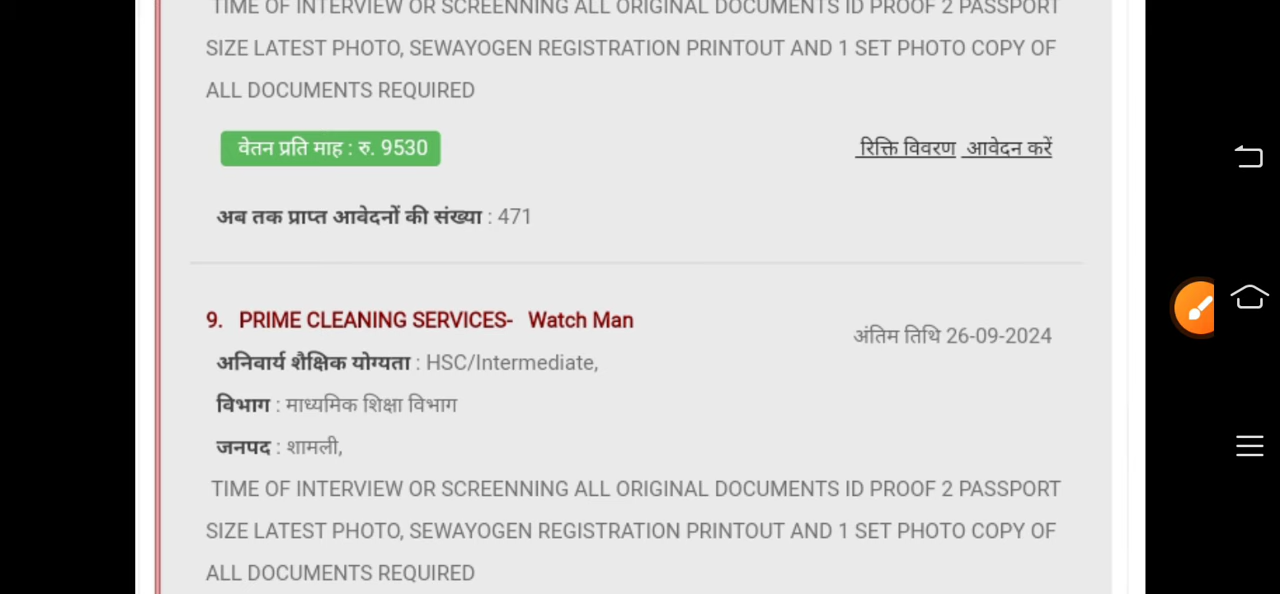 TIME OF INTERVIEW OR SCREENNING ALL ORIGINAL DOCUMENTS ID PROOF 2 PASSPORT
SIZE LATEST PHOTO, SEWAYOGEN REGISTRATION PRINTOUT AND 1 SET PHOTO COPY OF
ALL DOCUMENTS REQUIRED
वेतन प्रति माह : रु. 9530
रिक्ति विवरण आवेदन करें
अब तक प्राप्त आवेदनों की संख्या : 471
9. PRIME CLEANING SERVICES- Watch Man
अंतिम तिथि 26-09-2024
अनिवार्य शैक्षिक योग्यता : HSC/Intermediate,
विभाग : माध्यमिक शिक्षा विभाग
जनपद : शामली,
TIME OF INTERVIEW OR SCREENNING ALL ORIGINAL DOCUMENTS ID PROOF 2 PASSPORT
SIZE LATEST PHOTO, SEWAYOGEN REGISTRATION PRINTOUT AND 1 SET PHOTO COPY OF
ALL DOCUMENTS REQUIRED